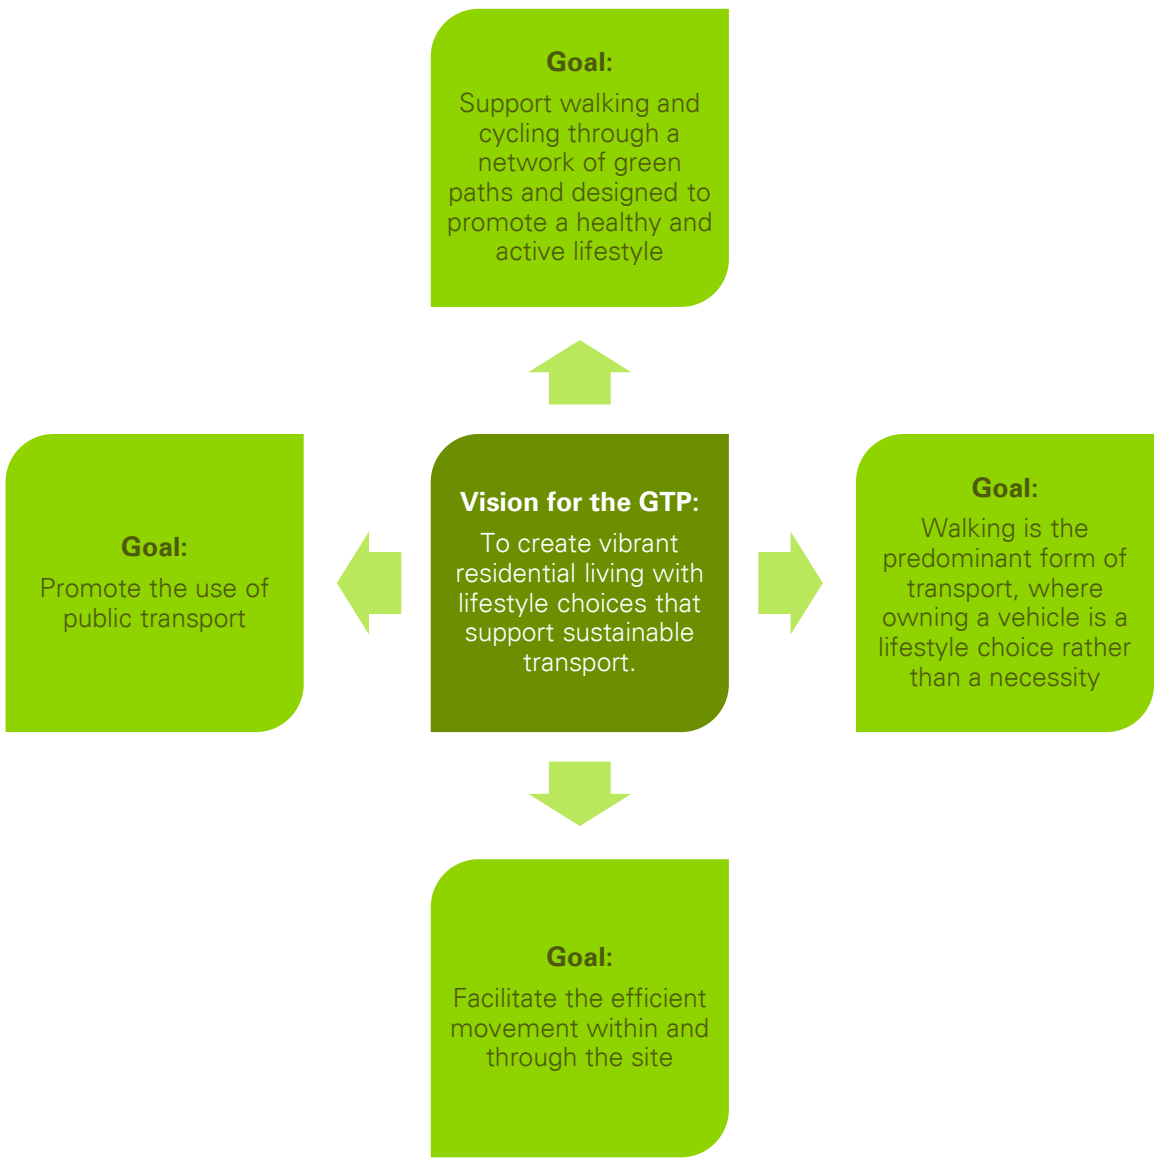 Goal:
Support walking and
cycling through a
network of green
paths and designed to
promote a healthy and
active lifestyle
Goal:
Promote the use of
public transport
Vision for the GTP:
To create vibrant
residential living with
lifestyle choices that
support sustainable
transport.
Goal:
Walking is the
predominant form of
transport, where
owning a vehicle is a
lifestyle choice rather
than a necessity
Goal:
Facilitate the efficient
movement within and
through the site